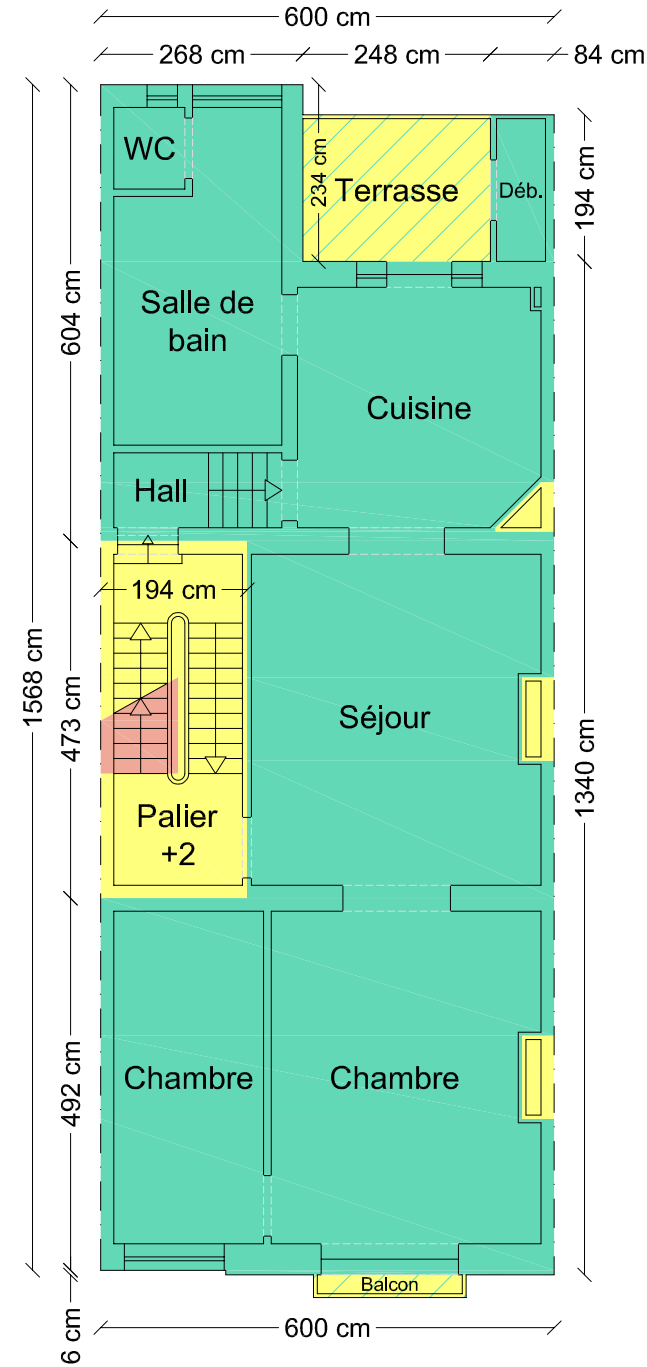 600 cm
268 cm
248 cm
84 cm
WC
234 cm
Terrasse
Déb.
194 cm
Salle de
bain
604 cm
Cuisine
Hall
194 cm
1568 cm
473 cm
Séjour
1340 cm
Palier
+2
492 cm
Chambre
Chambre
Balcon
6 cm
600 cm